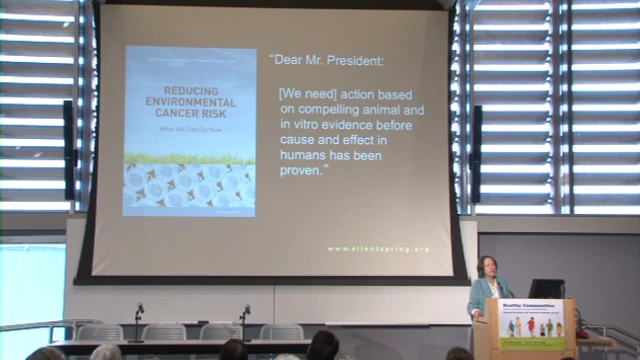 REDUCING
ENVIRONMENTAL
CANCER RISK
What We Can Do Now
“Dear Mr. President:
[We need] action based
on compelling animal and
in vitro evidence before
cause and effect in
humans has been
proven.”
www.silentspring.org
Healthy Communities